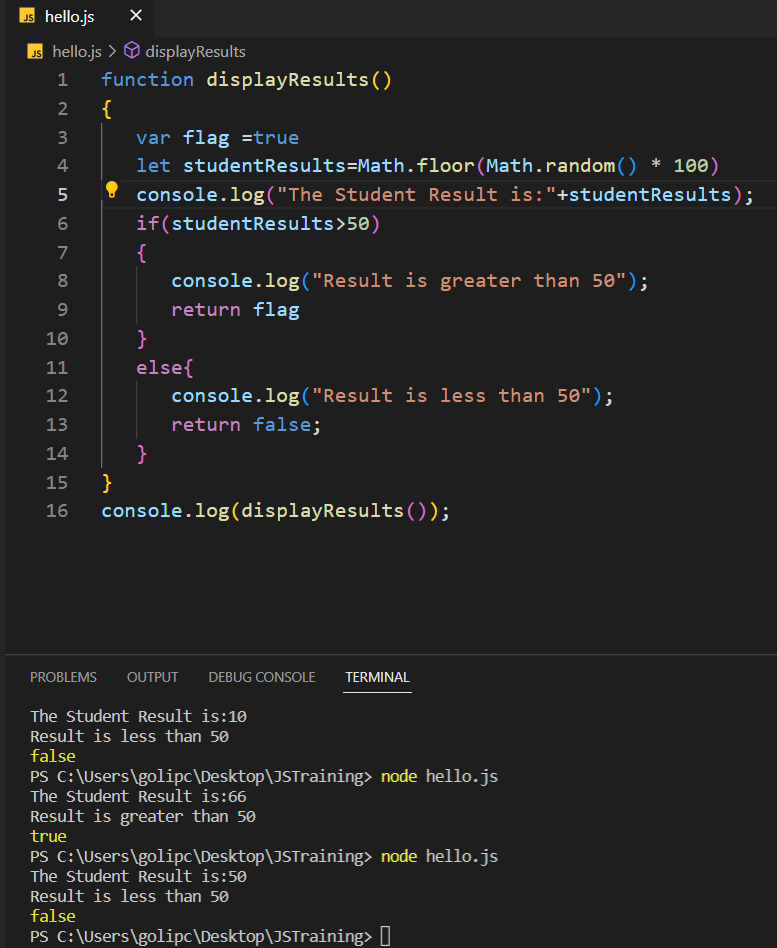 JS hello.js ×
JS hello.js > displayResults
1 function displayResults()
2 {
3 var flag =true
4 let studentResults=Math.floor(Math.random() * 100)
5 console.log("The Student Result is:"+studentResults);
6 if(studentResults>50)
7 {
8 console.log("Result is greater than 50");
9 return flag
10 }
11 else{
12 console.log("Result is less than 50");
13 return false;
14 }
15 }
16 console.log(displayResults());
PROBLEMS OUTPUT DEBUG CONSOLE TERMINAL
The Student Result is:10
Result is less than 50
false
PS C:\Users\golipc\Desktop\JSTraining> node hello.js
The Student Result is:66
Result is greater than 50
true
PS C:\Users\golipc\Desktop\JSTraining> node hello.js
The Student Result is:50
Result is less than 50
false
PS C:\Users\golipc\Desktop\JSTraining>